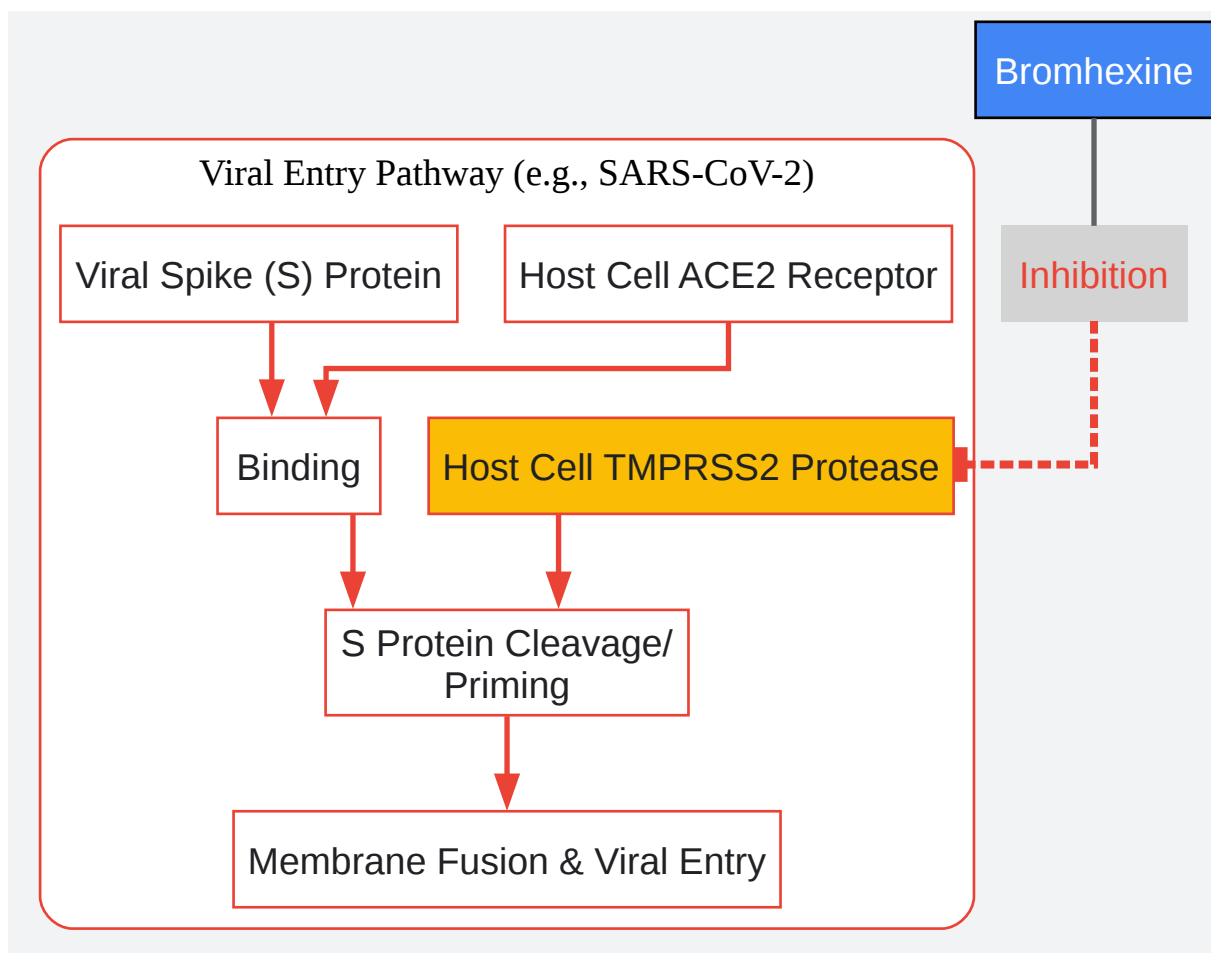 Bromhexine
Viral Entry Pathway (e.g., SARS-CoV-2)
Viral Spike (S) Protein
Host Cell ACE2 Receptor
Inhibition
Binding
Host Cell TMPRSS2 Protease
S Protein Cleavage/
Priming
Membrane Fusion & Viral Entry